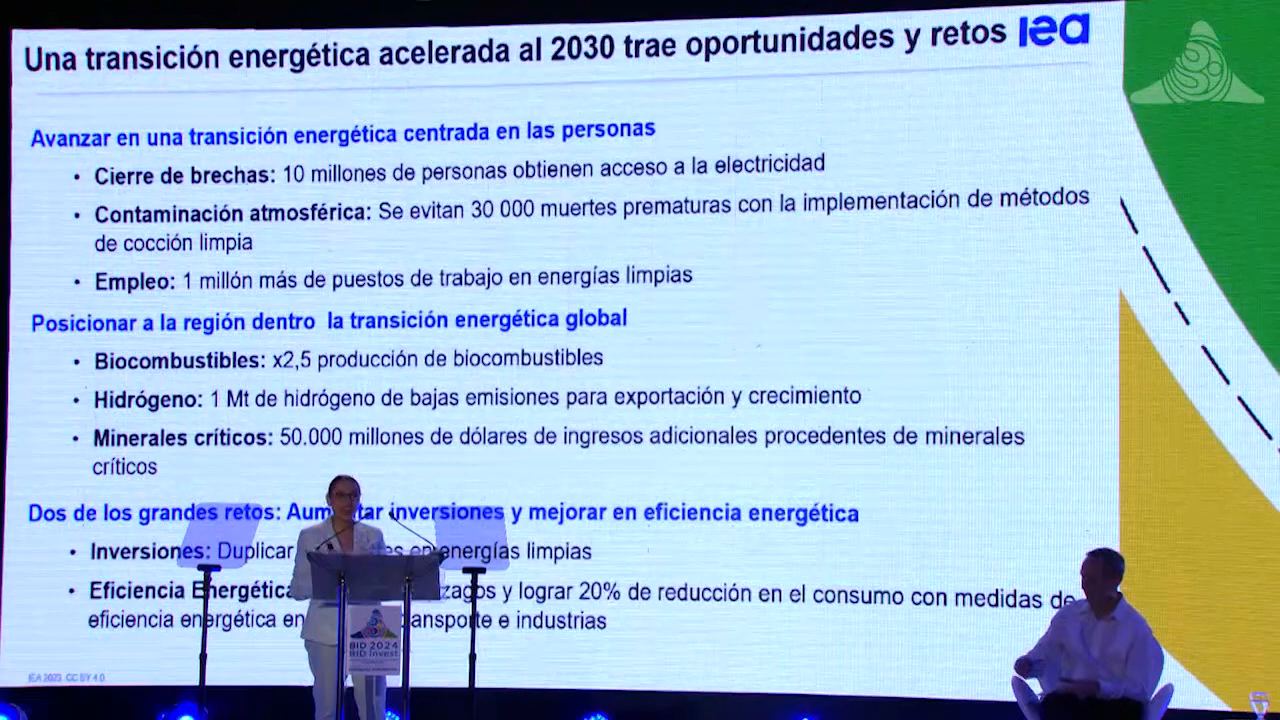 Una transición energética acelerada al 2030 trae oportunidades y retos iea
Avanzar en una transición energética centrada en las personas
• Cierre de brechas: 10 millones de personas obtienen acceso a la electricidad
• Contaminación atmosférica: Se evitan 30 000 muertes prematuras con la implementación de métodos
de cocción limpia
• Empleo: 1 millón más de puestos de trabajo en energías limpias
Posicionar a la región dentro la transición energética global
• Biocombustibles: x2,5 producción de biocombustibles
• Hidrógeno: 1 Mt de hidrógeno de bajas emisiones para exportación y crecimiento
• Minerales críticos: 50.000 millones de dólares de ingresos adicionales procedentes de minerales
críticos
Dos de los grandes retos: Aumentar inversiones y mejorar en eficiencia energética
• Inversiones: Duplicar en energías limpias
• Eficiencia Energética y lograr 20% de reducción en el consumo con medidas de
eficiencia energética en transporte e industrias
IEA 2023. CC BY 4.0.
BID 2024
BID Invest